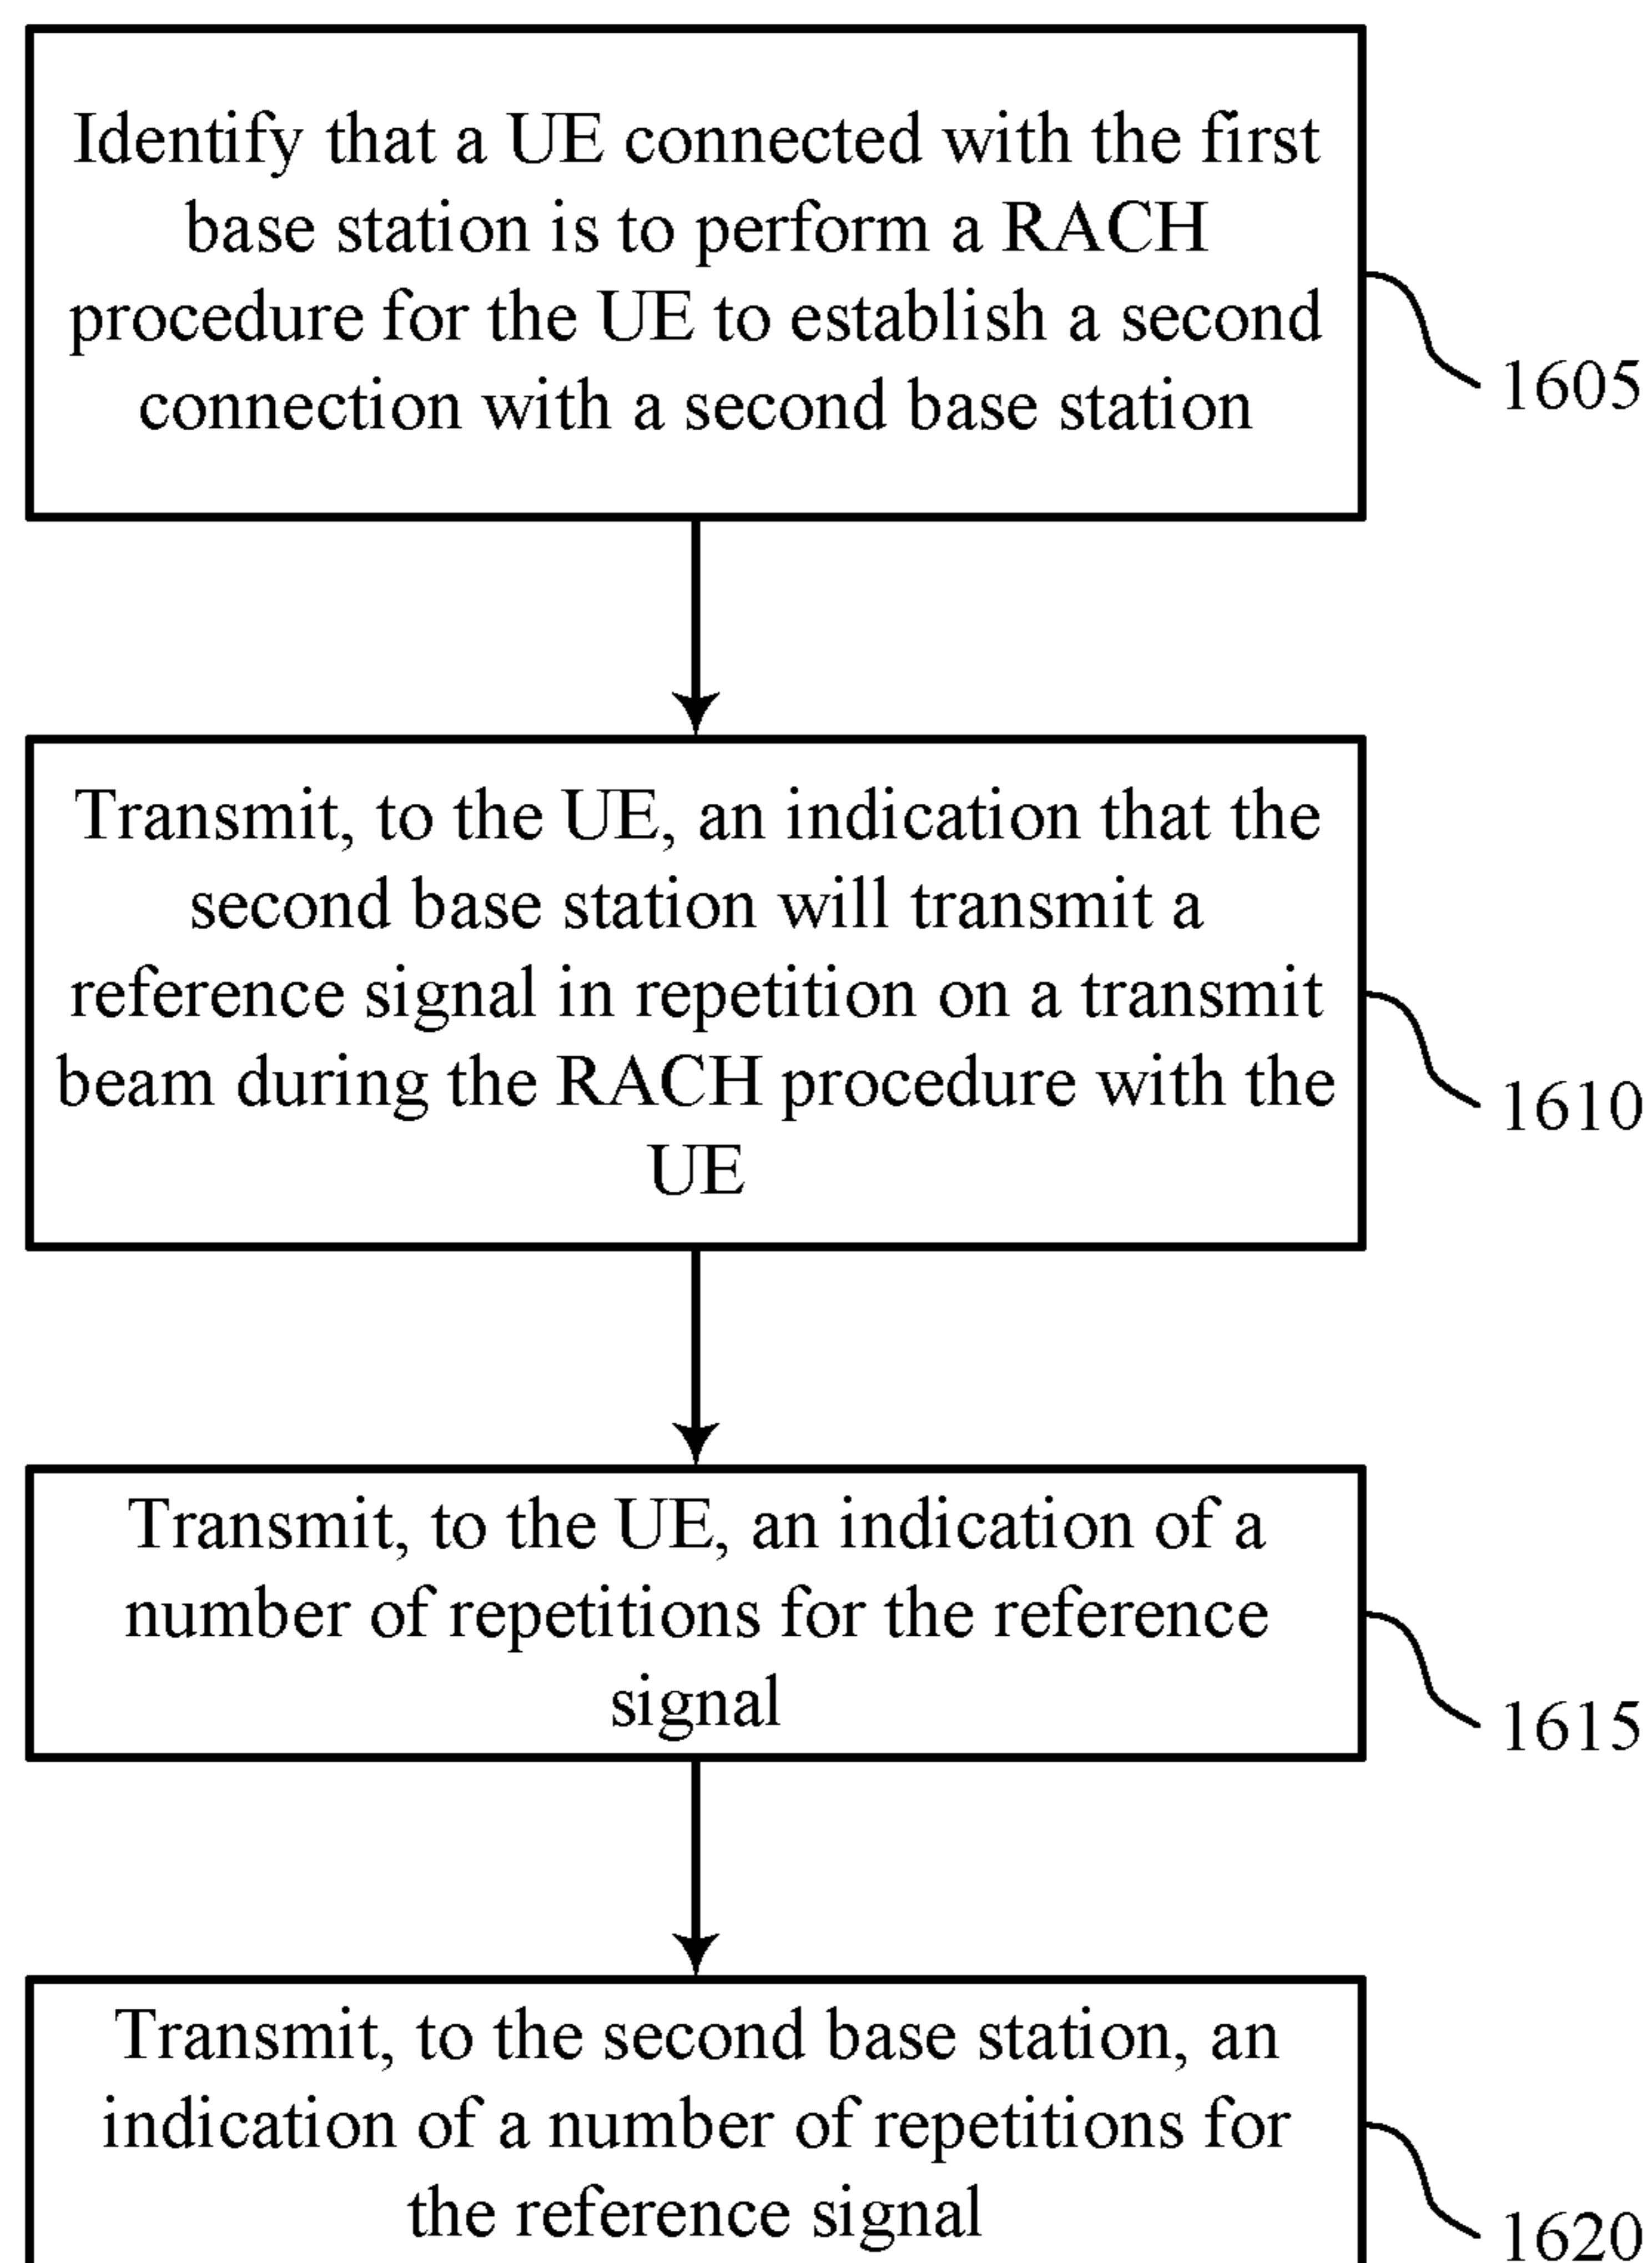 Identify that a UE connected with the first
base station is to perform a RACH
procedure for the UE to establish a second
connection with a second base station
1605
Transmit, to the UE, an indication that the
second base station will transmit a
reference signal in repetition on a transmit
beam during the RACH procedure with the
UE
1610
Transmit, to the UE, an indication of a
number of repetitions for the reference
signal
1615
Transmit, to the second base station, an
indication of a number of repetitions for
the reference signal
1620